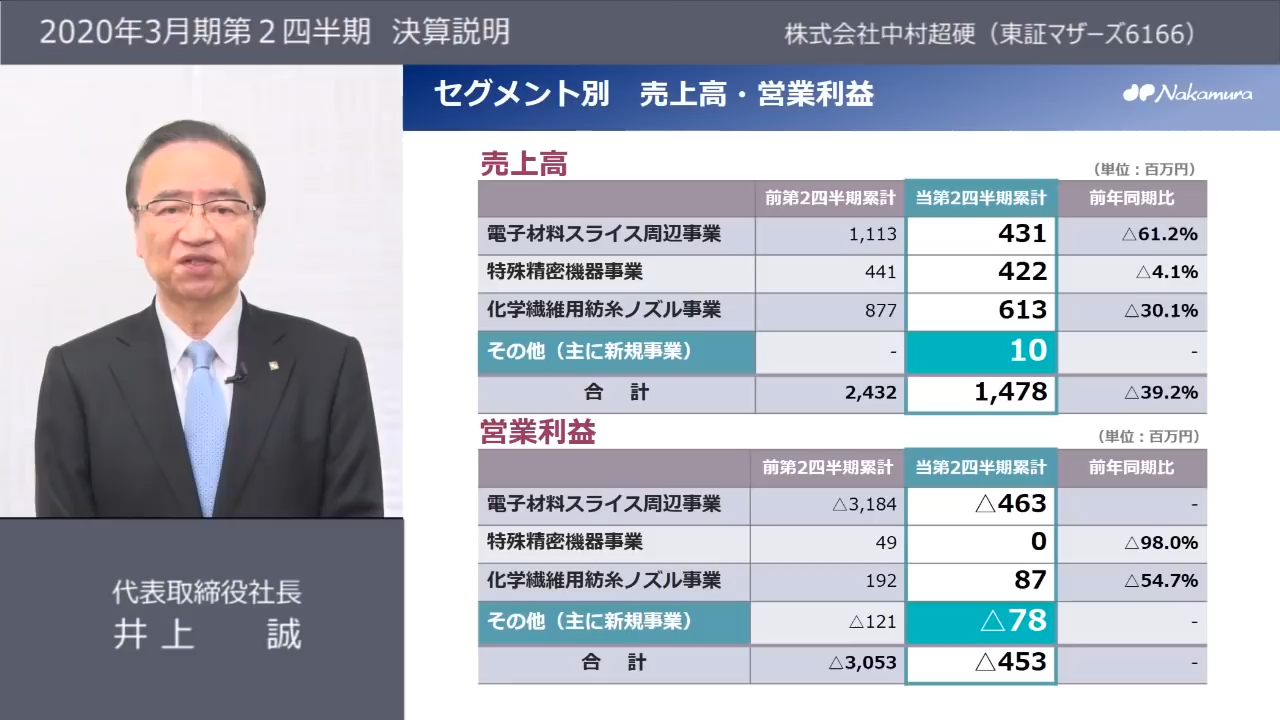 2020年3月期第２四半期 決算説明
株式会社中村超硬（東証マザーズ6166）
セグメント別 売上高・営業利益
Nakamura
売上高
（単位：百万円）
前第2四半期累計 当第2四半期累計 前年同期比
電子材料スライス周辺事業 1,113 431 △61.2%
特殊精密機器事業 441 422 △4.1%
化学繊維用紡糸ノズル事業 877 613 △30.1%
その他（主に新規事業） - 10 -
合 計 2,432 1,478 △39.2%
営業利益
（単位：百万円）
前第2四半期累計 当第2四半期累計 前年同期比
電子材料スライス周辺事業 △3,184 △463 -
特殊精密機器事業 49 0 △98.0%
化学繊維用紡糸ノズル事業 192 87 △54.7%
その他（主に新規事業） △121 △78 -
合 計 △3,053 △453 -
代表取締役社長
井上 誠